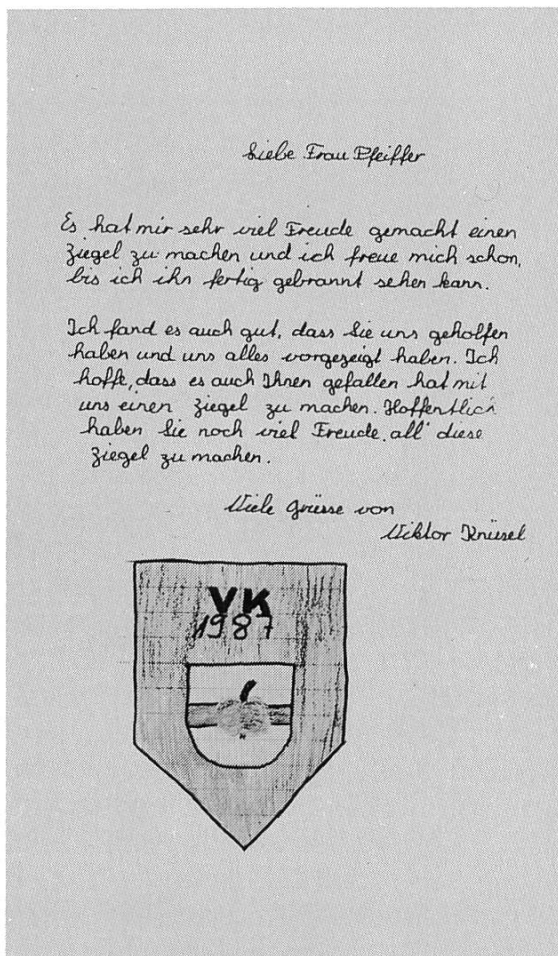 Liebe Frau Pfeiffer
Es hat mir sehr viel Freude gemacht einen
Ziegel zu machen und ich freue mich schon,
bis ich ihn fertig gebrannt sehen kann.
Ich fand es auch gut, dass Sie uns geholfen
haben und uns alles vorgezeigt haben. Ich
hoffe, dass es auch Ihnen gefallen hat mit
uns einen Ziegel zu machen. Hoffentlich
haben Sie noch viel Freude, all' diese
Ziegel zu machen.
Viele Grüsse von
Viktor Knüsel
VK
1987